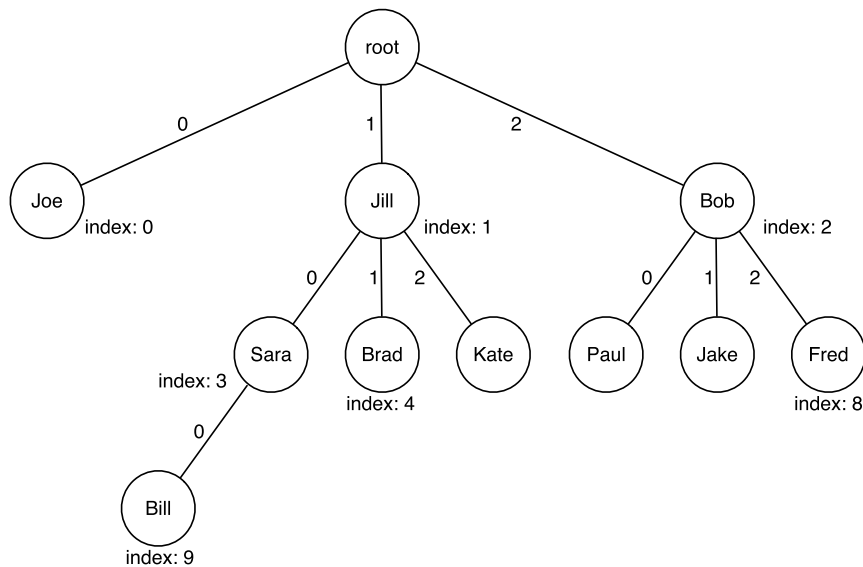 root
0
1
2
Joe
Jill
Bob
index: 0
index: 1
index: 2
0
1
2
0
1
2
Sara
Brad
Kate
Paul
Jake
Fred
index: 3
index: 4
index: 8
0
Bill
index: 9